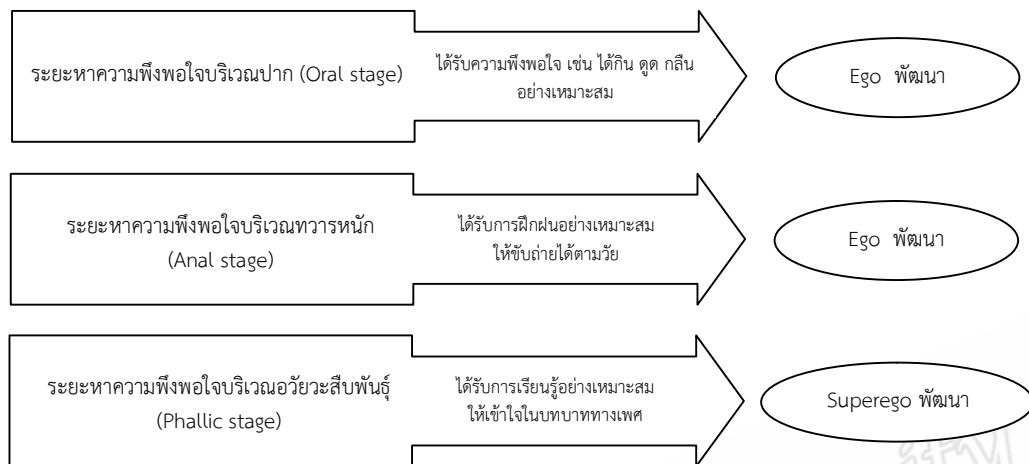 ระยะหาความพึงพอใจบริเวณปาก (Oral stage)
ได้รับความพึงพอใจ เช่น ได้กิน ดูด กลืน
อย่างเหมาะสม
Ego พัฒนา
ระยะหาความพึงพอใจบริเวณทวารหนัก
(Anal stage)
ได้รับการฝึกฝนอย่างเหมาะสม
ให้ขับถ่ายได้ตามวัย
Ego พัฒนา
ระยะหาความพึงพอใจบริเวณอวัยวะสืบพันธุ์
(Phallic stage)
ได้รับการเรียนรู้อย่างเหมาะสม
ให้เข้าใจในบทบาททางเพศ
Superego พัฒนา